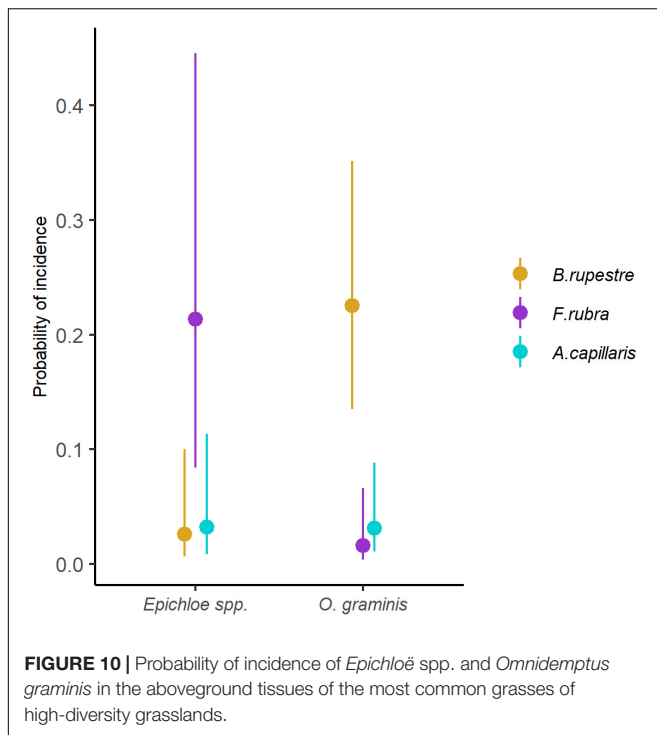 0.4
0.3
0.2
0.1
0.0
Probability of incidence
Epichloe spp.
O. graminis
B.rupestre
F.rubra
A.capillaris
FIGURE 10 | Probability of incidence of Epichloë spp. and Omnidemptus
graminis in the aboveground tissues of the most common grasses of
high-diversity grasslands.